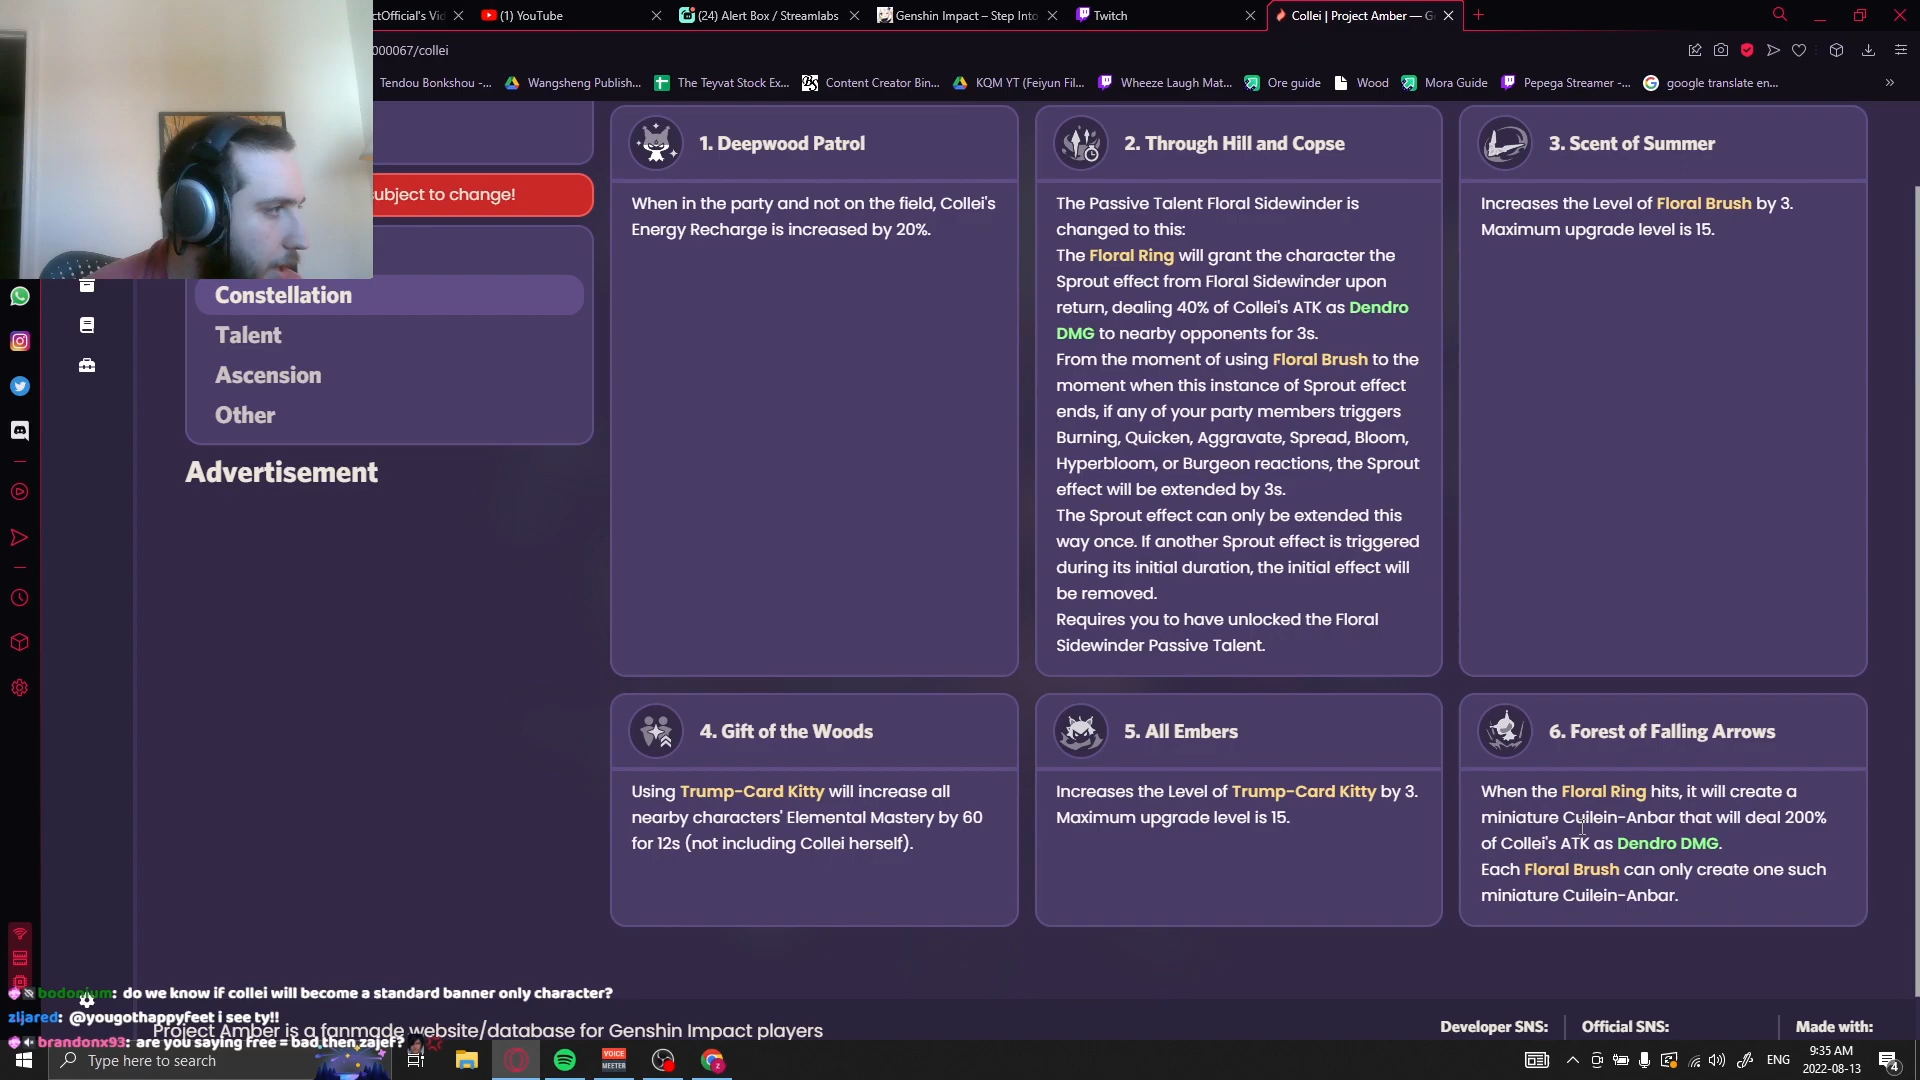 ctOfficial's Vid
(1) YouTube
(24) Alert Box / Streamlabs
Genshin Impact – Step Into
Twitch
Collei | Project Amber — G
000067/collei
Tendou Bonkshou -...
Wangsheng Publish...
The Teyvat Stock Ex...
Content Creator Bin...
KQM YT (Feiyun Fil...
Wheeze Laugh Mat...
Ore guide
Wood
Mora Guide
Pepega Streamer -...
google translate en...
ubject to change!
Constellation
Talent
Ascension
Other
Advertisement
1. Deepwood Patrol
When in the party and not on the field, Collei's
Energy Recharge is increased by 20%.
2. Through Hill and Copse
The Passive Talent Floral Sidewinder is
changed to this:
The Floral Ring will grant the character the
Sprout effect from Floral Sidewinder upon
return, dealing 40% of Collei's ATK as Dendro
DMG to nearby opponents for 3s.
From the moment of using Floral Brush to the
moment when this instance of Sprout effect
ends, if any of your party members triggers
Burning, Quicken, Aggravate, Spread, Bloom,
Hyperbloom, or Burgeon reactions, the Sprout
effect will be extended by 3s.
The Sprout effect can only be extended this
way once. If another Sprout effect is triggered
during its initial duration, the initial effect will
be removed.
Requires you to have unlocked the Floral
Sidewinder Passive Talent.
3. Scent of Summer
Increases the Level of Floral Brush by 3.
Maximum upgrade level is 15.
4. Gift of the Woods
Using Trump-Card Kitty will increase all
nearby characters' Elemental Mastery by 60
for 12s (not including Collei herself).
5. All Embers
Increases the Level of Trump-Card Kitty by 3.
Maximum upgrade level is 15.
6. Forest of Falling Arrows
When the Floral Ring hits, it will create a
miniature Cuilein-Anbar that will deal 200%
of Collei's ATK as Dendro DMG.
Each Floral Brush can only create one such
miniature Cuilein-Anbar.
bodonium: do we know if collei will become a standard banner only character?
zljared: @yougothappyfeet i see ty!!
brandonx93: are you saying free = bad then zajef?
Project Amber is a fanmade website/database for Genshin Impact players
Developer SNS:
Official SNS:
Made with:
Type here to search
VOICE
MEETER
ENG
9:35 AM
2022-08-13
4